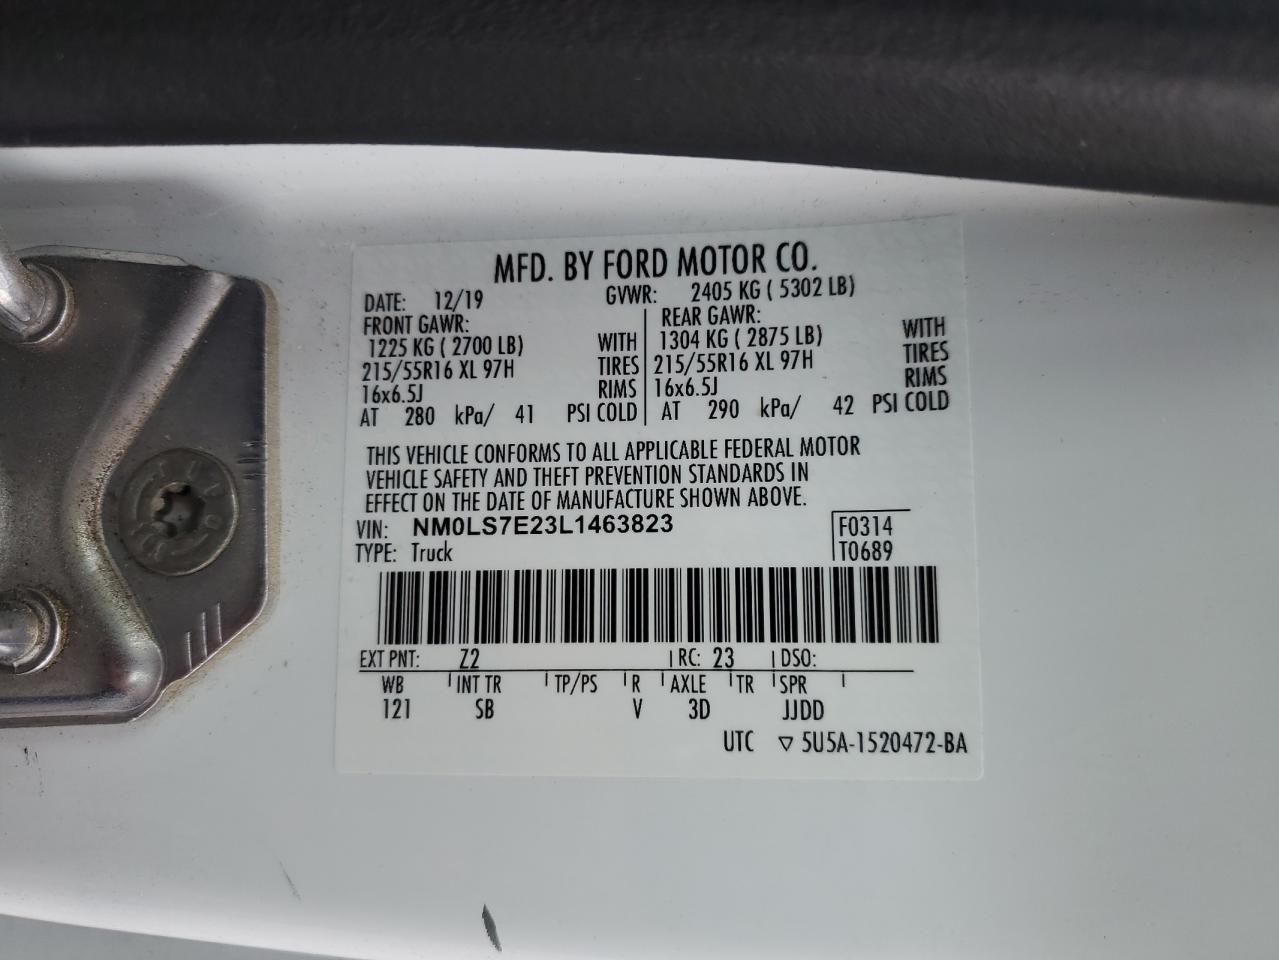 MFD. BY FORD MOTOR CO.
DATE: 12/19 GVWR: 2405 KG ( 5302 LB)
FRONT GAWR: REAR GAWR:
1225 KG ( 2700 LB) WITH 1304 KG ( 2875 LB) WITH
215/55R16 XL 97H TIRES 215/55R16 XL 97H TIRES
16x6.5J RIMS 16x6.5J RIMS
AT 280 kPa/ 41 PSI COLD AT 290 kPa/ 42 PSI COLD
THIS VEHICLE CONFORMS TO ALL APPLICABLE FEDERAL MOTOR
VEHICLE SAFETY AND THEFT PREVENTION STANDARDS IN
EFFECT ON THE DATE OF MANUFACTURE SHOWN ABOVE.
VIN: NM0LS7E23L1463823 F0314
TYPE: Truck T0689
EXT PNT: Z2 RC: 23 DSO:
WB INT TR TP/PS R AXLE TR SPR
121 SB V 3D JJDD
UTC ▽ 5U5A-1520472-BA